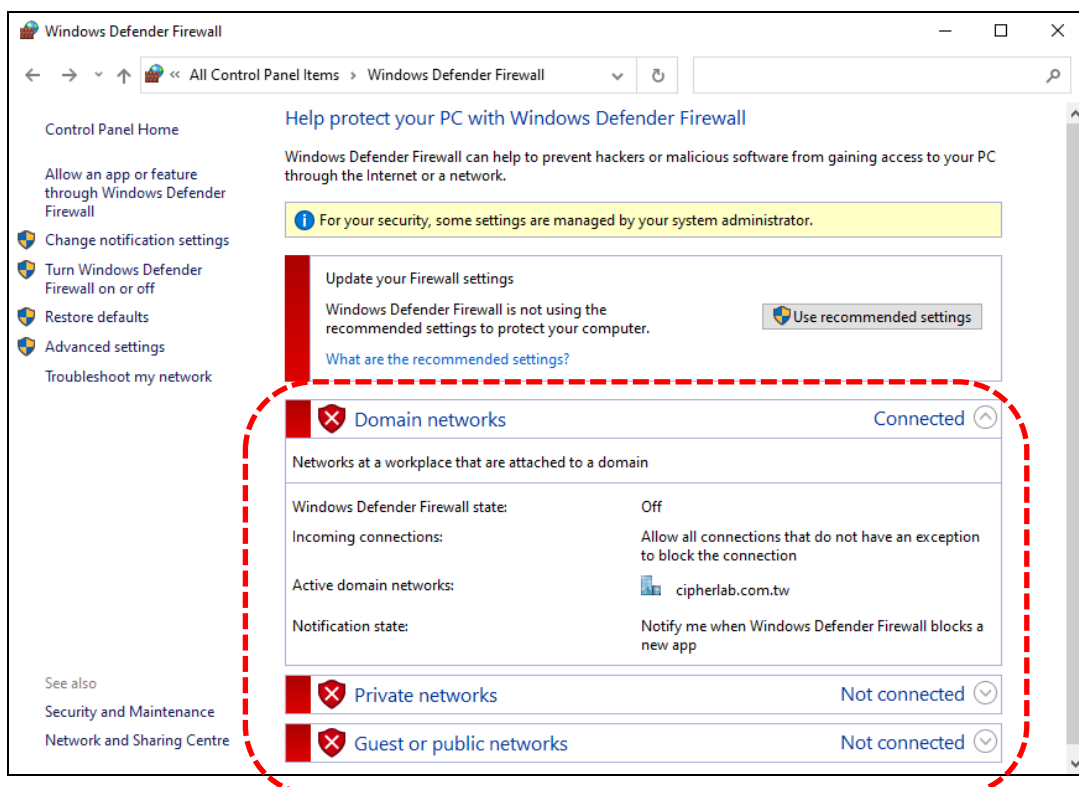 Windows Defender Firewall
« All Control Panel Items › Windows Defender Firewall
Control Panel Home
Allow an app or feature
through Windows Defender
Firewall
Change notification settings
Turn Windows Defender
Firewall on or off
Restore defaults
Advanced settings
Troubleshoot my network
See also
Security and Maintenance
Network and Sharing Centre
Help protect your PC with Windows Defender Firewall
Windows Defender Firewall can help to prevent hackers or malicious software from gaining access to your PC
through the Internet or a network.
For your security, some settings are managed by your system administrator.
Update your Firewall settings
Windows Defender Firewall is not using the
recommended settings to protect your computer.
Use recommended settings
What are the recommended settings?
Domain networks Connected
Networks at a workplace that are attached to a domain
Windows Defender Firewall state: Off
Incoming connections: Allow all connections that do not have an exception
to block the connection
Active domain networks: cipherlab.com.tw
Notification state: Notify me when Windows Defender Firewall blocks a
new app
Private networks Not connected
Guest or public networks Not connected